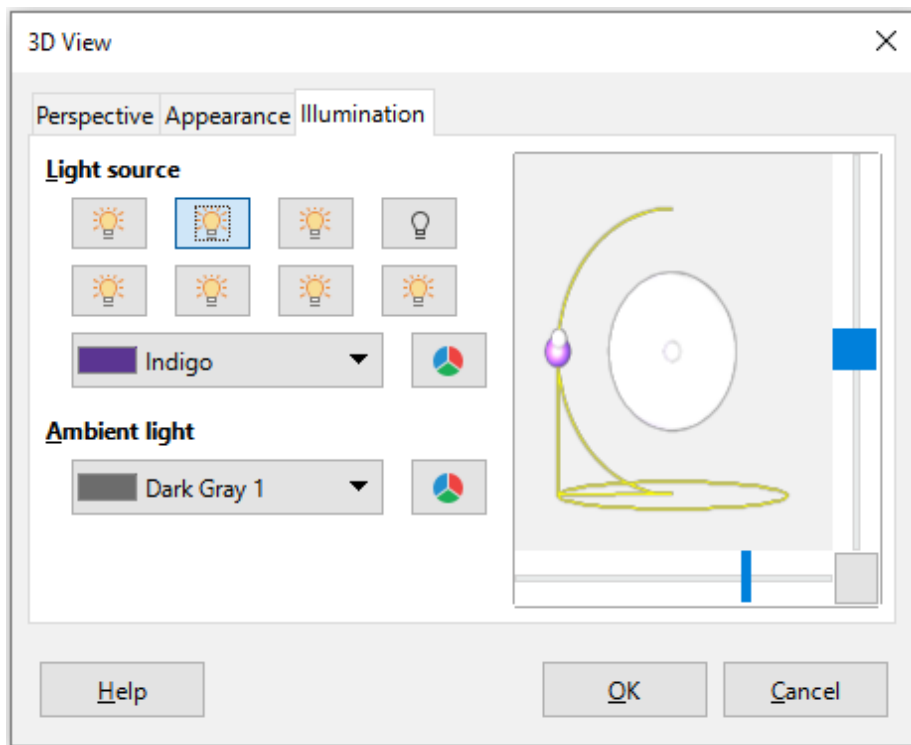 3D View
Perspective Appearance Illumination
Light source
Indigo
Ambient light
Dark Gray 1
Help OK Cancel